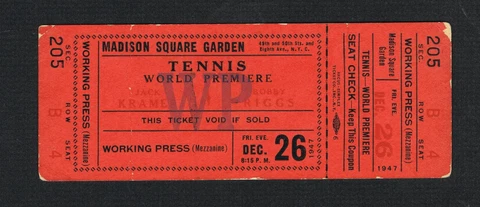 205
SEC.
B
ROW
4
SEAT
WORKING PRESS (Mezzanine)
MADISON SQUARE GARDEN
49th and 50th Sts. and
Eighth Ave., N.Y.C.
TENNIS
WORLD PREMIERE
JACK BOBBY
KRAMER RIGGS
WP
THIS TICKET VOID IF SOLD
WORKING PRESS (Mezzanine)
FRI. EVE.
DEC. 26 1947
8:15 P.M.
SEAT CHECK - Keep This Coupon
TENNIS - WORLD PREMIERE
Madison Square
Garden
FRI. EVE.
DEC. 26
1947
WORKING PRESS (Mezzanine)
205
SEC.
B
ROW
4
SEAT